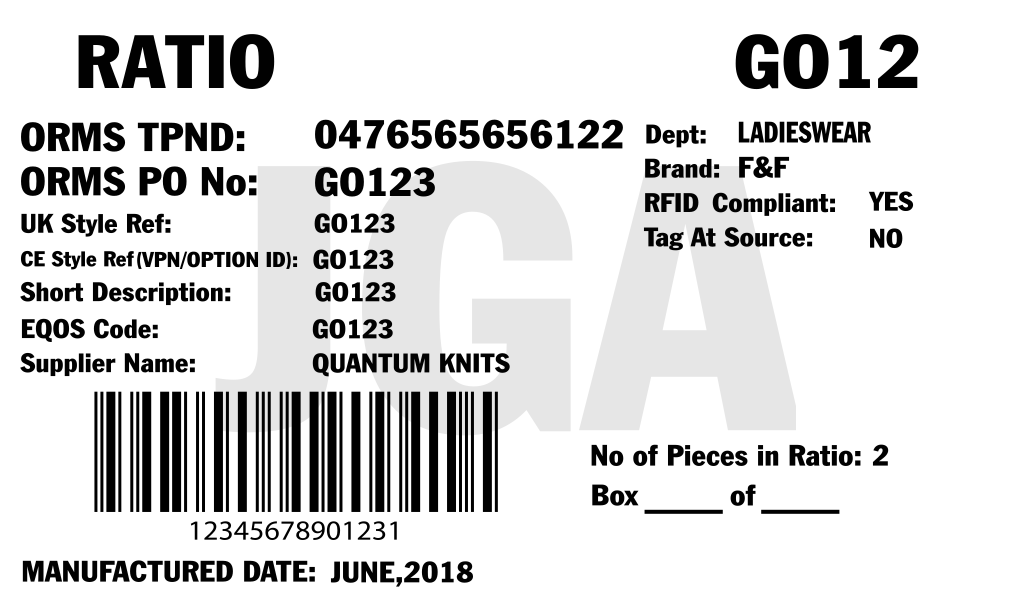 RATIO GO12
ORMS TPND: 0476565656122
ORMS PO No: GO123
UK Style Ref: GO123
CE Style Ref (VPN/OPTION ID): GO123
Short Description: GO123
EQOS Code: GO123
Supplier Name: QUANTUM KNITS
Dept: LADIESWEAR
Brand: F&F
RFID Compliant: YES
Tag At Source: NO
JGA
No of Pieces in Ratio: 2
Box ______ of ______
12345678901231
MANUFACTURED DATE: JUNE,2018